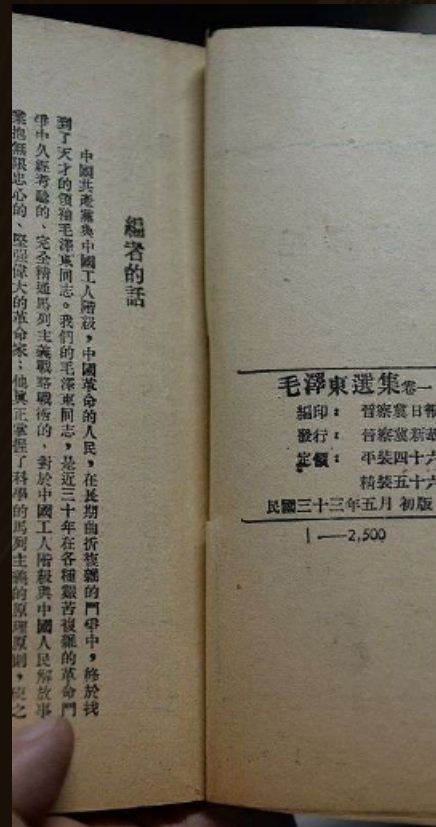 編者的話
中國共產黨與中國工人階級，中國革命的人民，在長期曲折複雜的鬥爭中，終於找
到了天才的領袖毛澤東同志。我們的毛澤東同志，是近三十年在各種艱苦複雜的革命鬥
爭中久經考驗的、完全精通馬列主義戰略戰術的、對於中國工人階級與中國人民解放事
業抱無限忠心的、堅强偉大的革命家；他真正掌握了科學的馬列主義的原理原則，使之
毛澤東選集卷一
編印：晉察冀日報
發行：晉察冀新
定價：平裝四十六
精裝五十六
民國三十三年五月初版
1—2,500